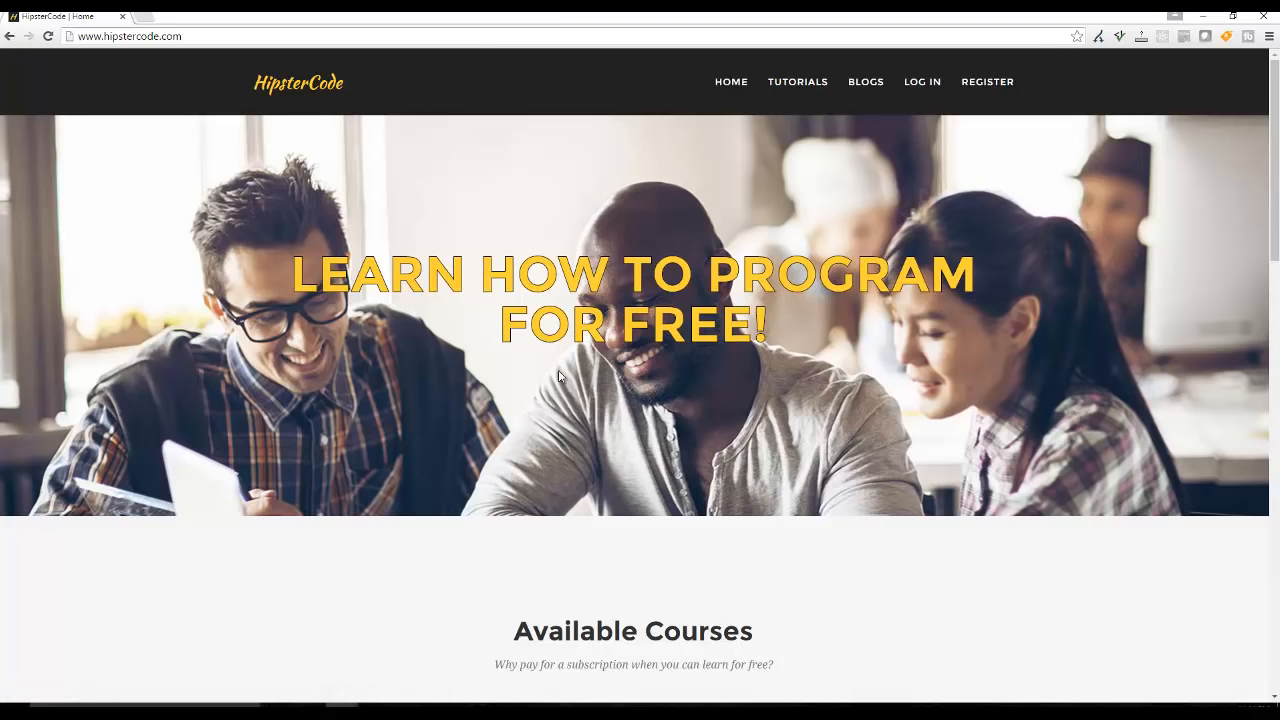 HipsterCode | Home
www.hipstercode.com
HipsterCode
HOME TUTORIALS BLOGS LOG IN REGISTER
LEARN HOW TO PROGRAM
FOR FREE!
Available Courses
Why pay for a subscription when you can learn for free?